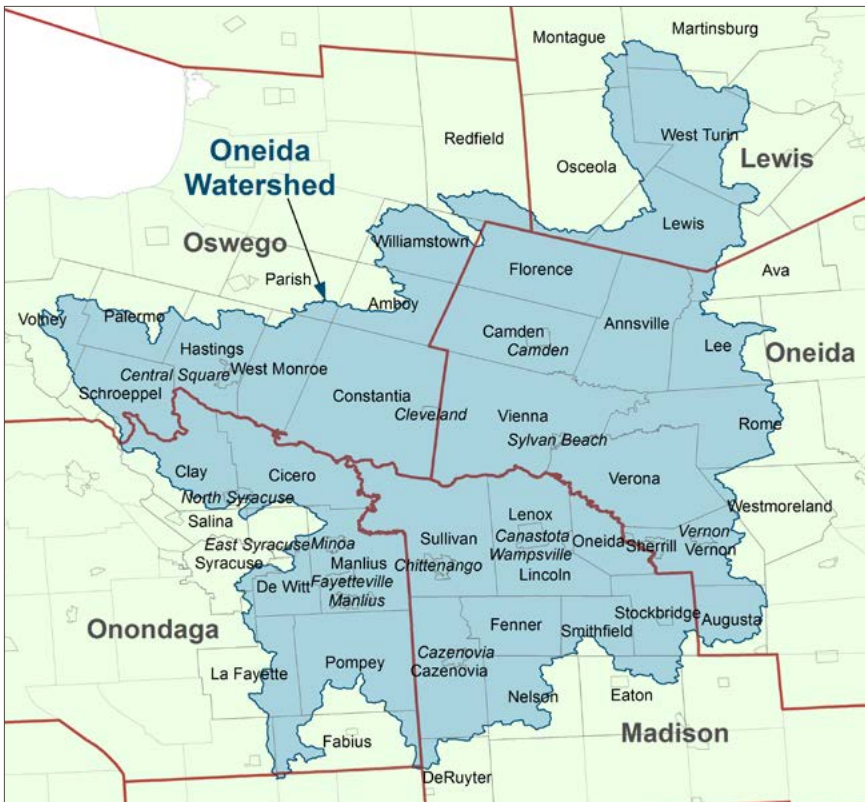 Montague
Martinsburg
Redfield
West Turin
Oneida
Watershed
Osceola
Lewis
Lewis
Oswego
Williamstown
Florence
Parish
Ava
Amboy
Volney
Palermo
Annsville
Camden
Lee
Camden
Hastings
Oneida
Central Square
West Monroe
Schroeppel
Constantia
Cleveland
Vienna
Rome
Sylvan Beach
Clay
Cicero
Verona
North Syracuse
Westmoreland
Salina
Lenox
Vernon
East Syracuse
Minoa
Sullivan
Canastota
Oneida
Sherrill
Vernon
Syracuse
Manlius
Chittenango
Wampsville
De Witt
Fayetteville
Lincoln
Manlius
Stockbridge
Augusta
Onondaga
Fenner
Smithfield
Cazenovia
La Fayette
Pompey
Cazenovia
Nelson
Eaton
Madison
Fabius
DeRuyter